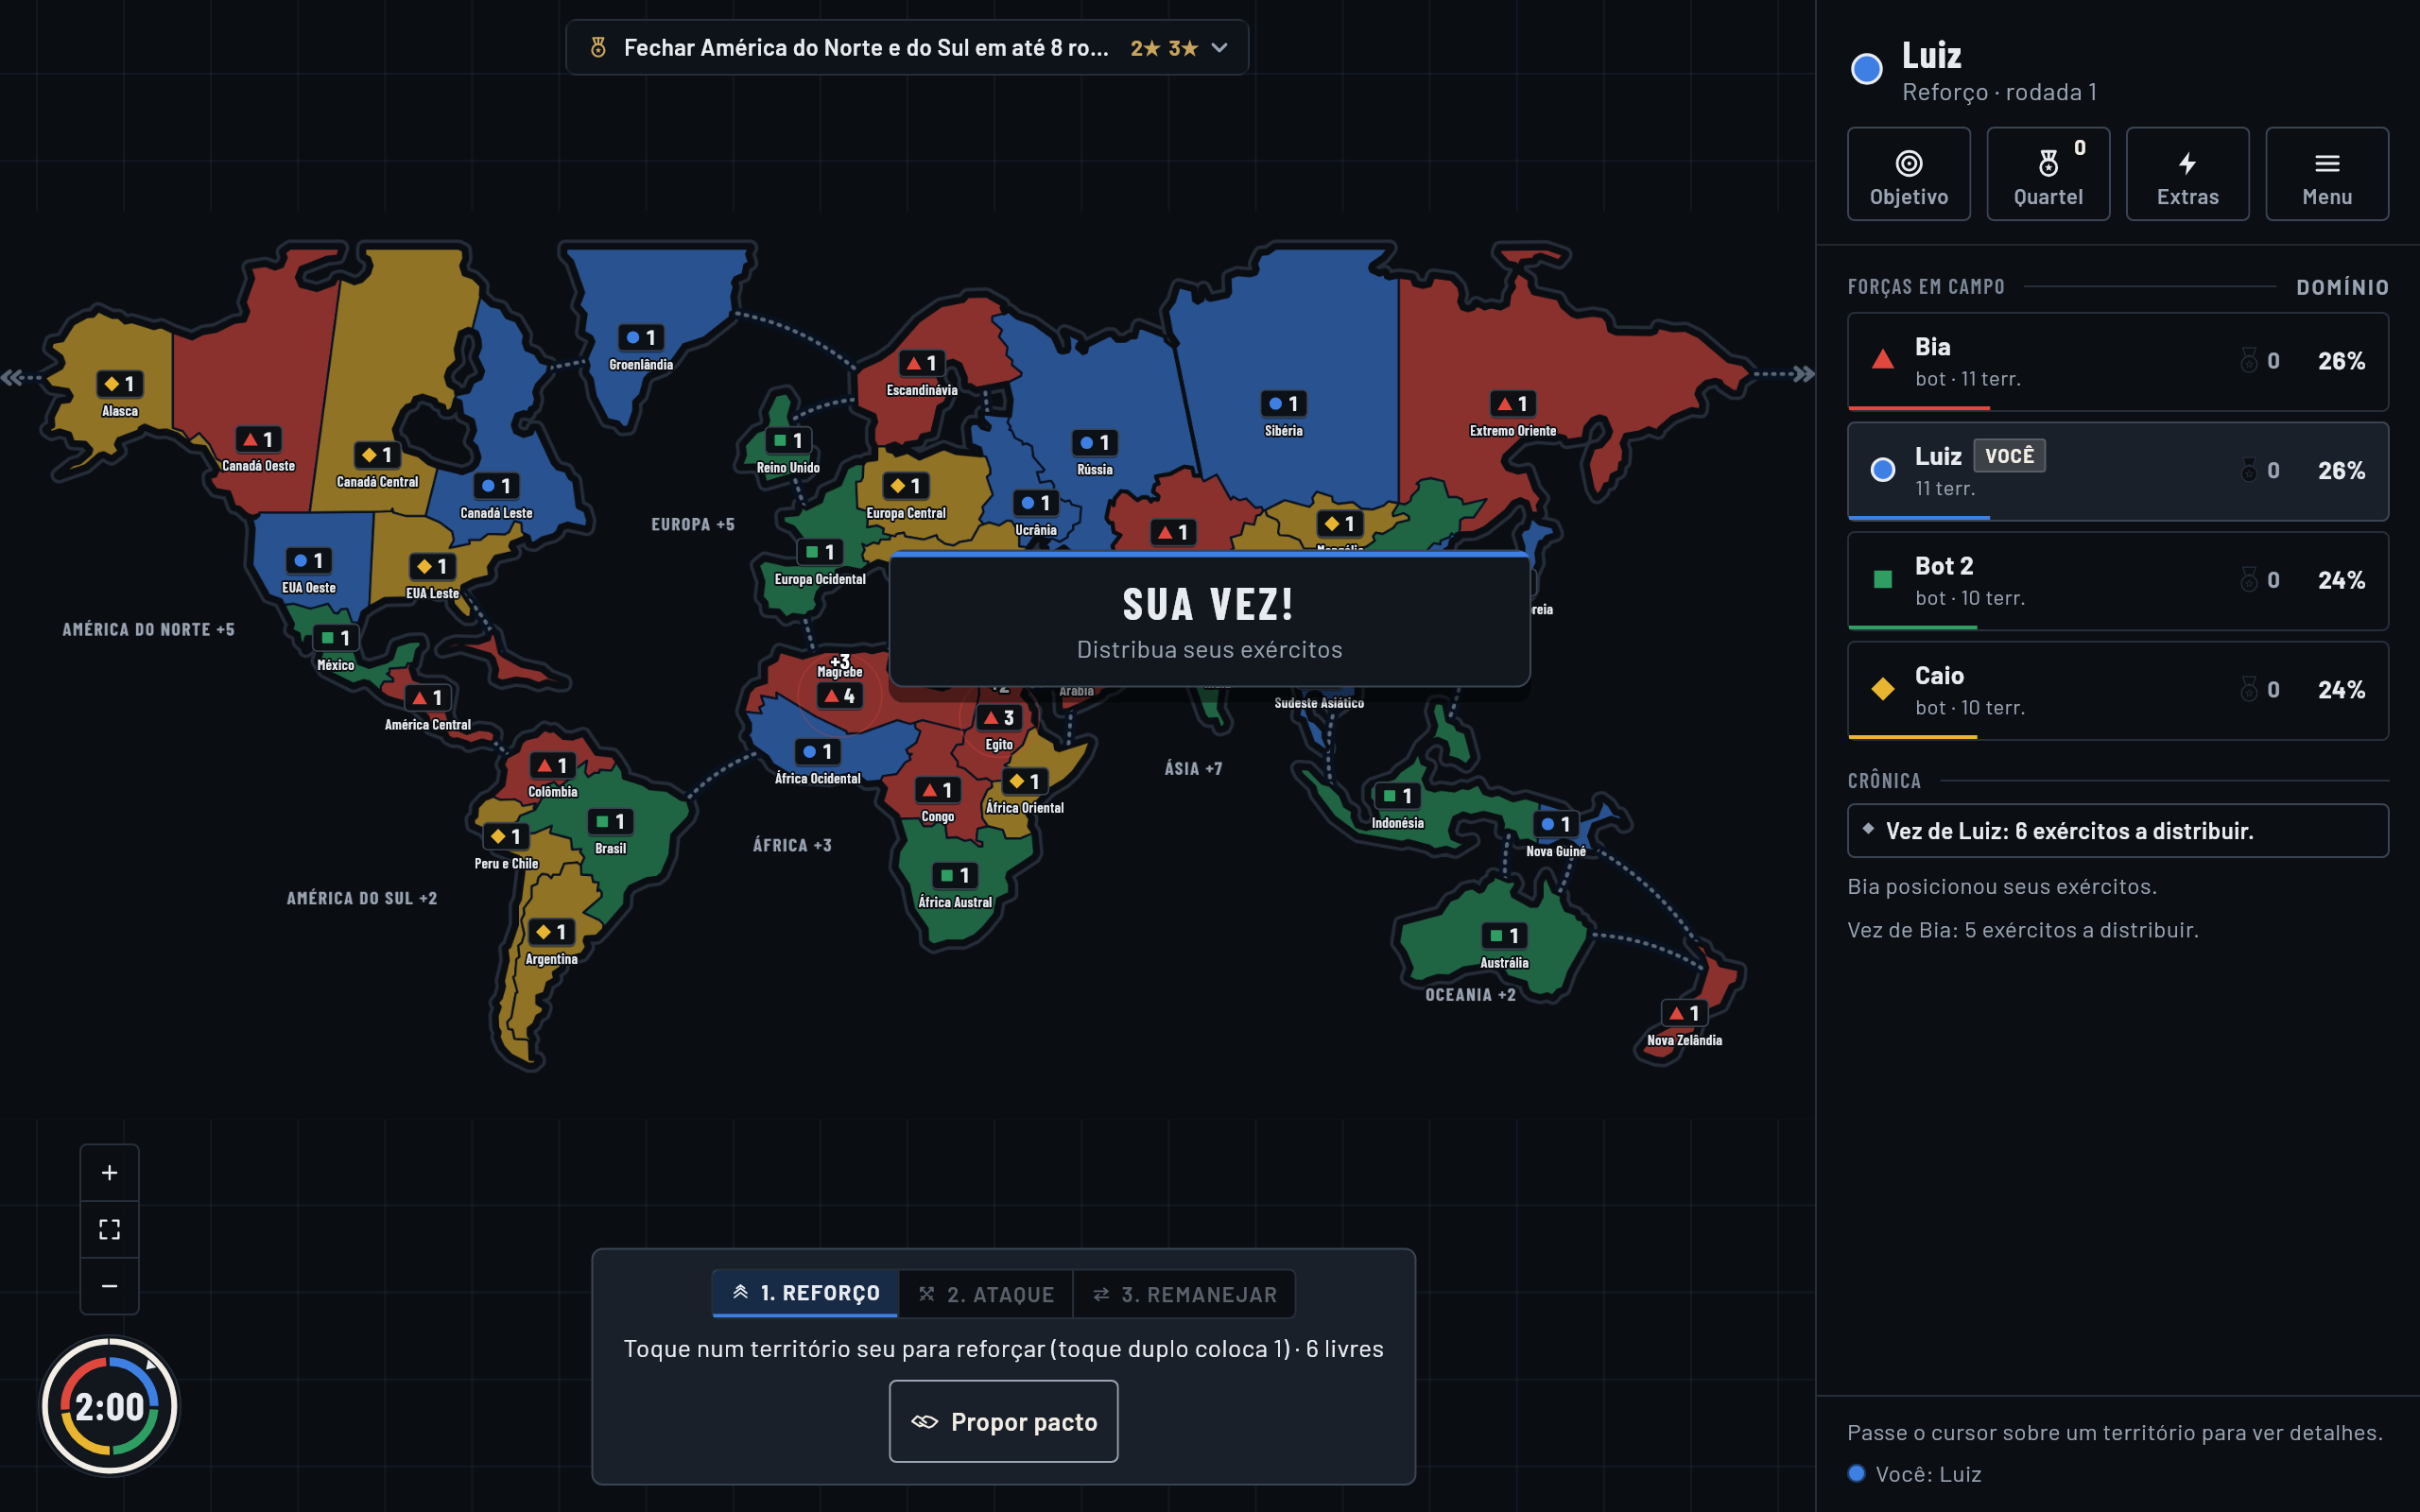 Fechar América do Norte e do Sul em até 8 ro... 2★ 3★
Luiz
Reforço · rodada 1
Objetivo
0
Quartel
Extras
Menu
FORÇAS EM CAMPO
DOMÍNIO
Bia
bot · 11 terr.
0
26%
Luiz VOCÊ
11 terr.
0
26%
Bot 2
bot · 10 terr.
0
24%
Caio
bot · 10 terr.
0
24%
CRÔNICA
Vez de Luiz: 6 exércitos a distribuir.
Bia posicionou seus exércitos.
Vez de Bia: 5 exércitos a distribuir.
Passe o cursor sobre um território para ver detalhes.
Você: Luiz
1
Alasca
1
Canadá Oeste
1
Canadá Central
1
Canadá Leste
1
Groenlândia
1
EUA Oeste
1
EUA Leste
1
México
1
América Central
AMÉRICA DO NORTE +5
1
Colômbia
1
Peru e Chile
1
Brasil
1
Argentina
AMÉRICA DO SUL +2
1
Escandinávia
1
Reino Unido
1
Europa Central
1
Europa Ocidental
1
Ucrânia
1
Rússia
EUROPA +5
1
Sibéria
1
Extremo Oriente
1
1
SUA VEZ!
Distribua seus exércitos
+3
Magrebe
4
3
Egito
Arábia
Sudeste Asiático
1
África Ocidental
1
Congo
1
África Oriental
1
África Austral
ÁFRICA +3
ÁSIA +7
1
Indonésia
1
Nova Guiné
1
Austrália
OCEANIA +2
1
Nova Zelândia
+
−
2:00
1. REFORÇO
2. ATAQUE
3. REMANEJAR
Toque num território seu para reforçar (toque duplo coloca 1) · 6 livres
Propor pacto